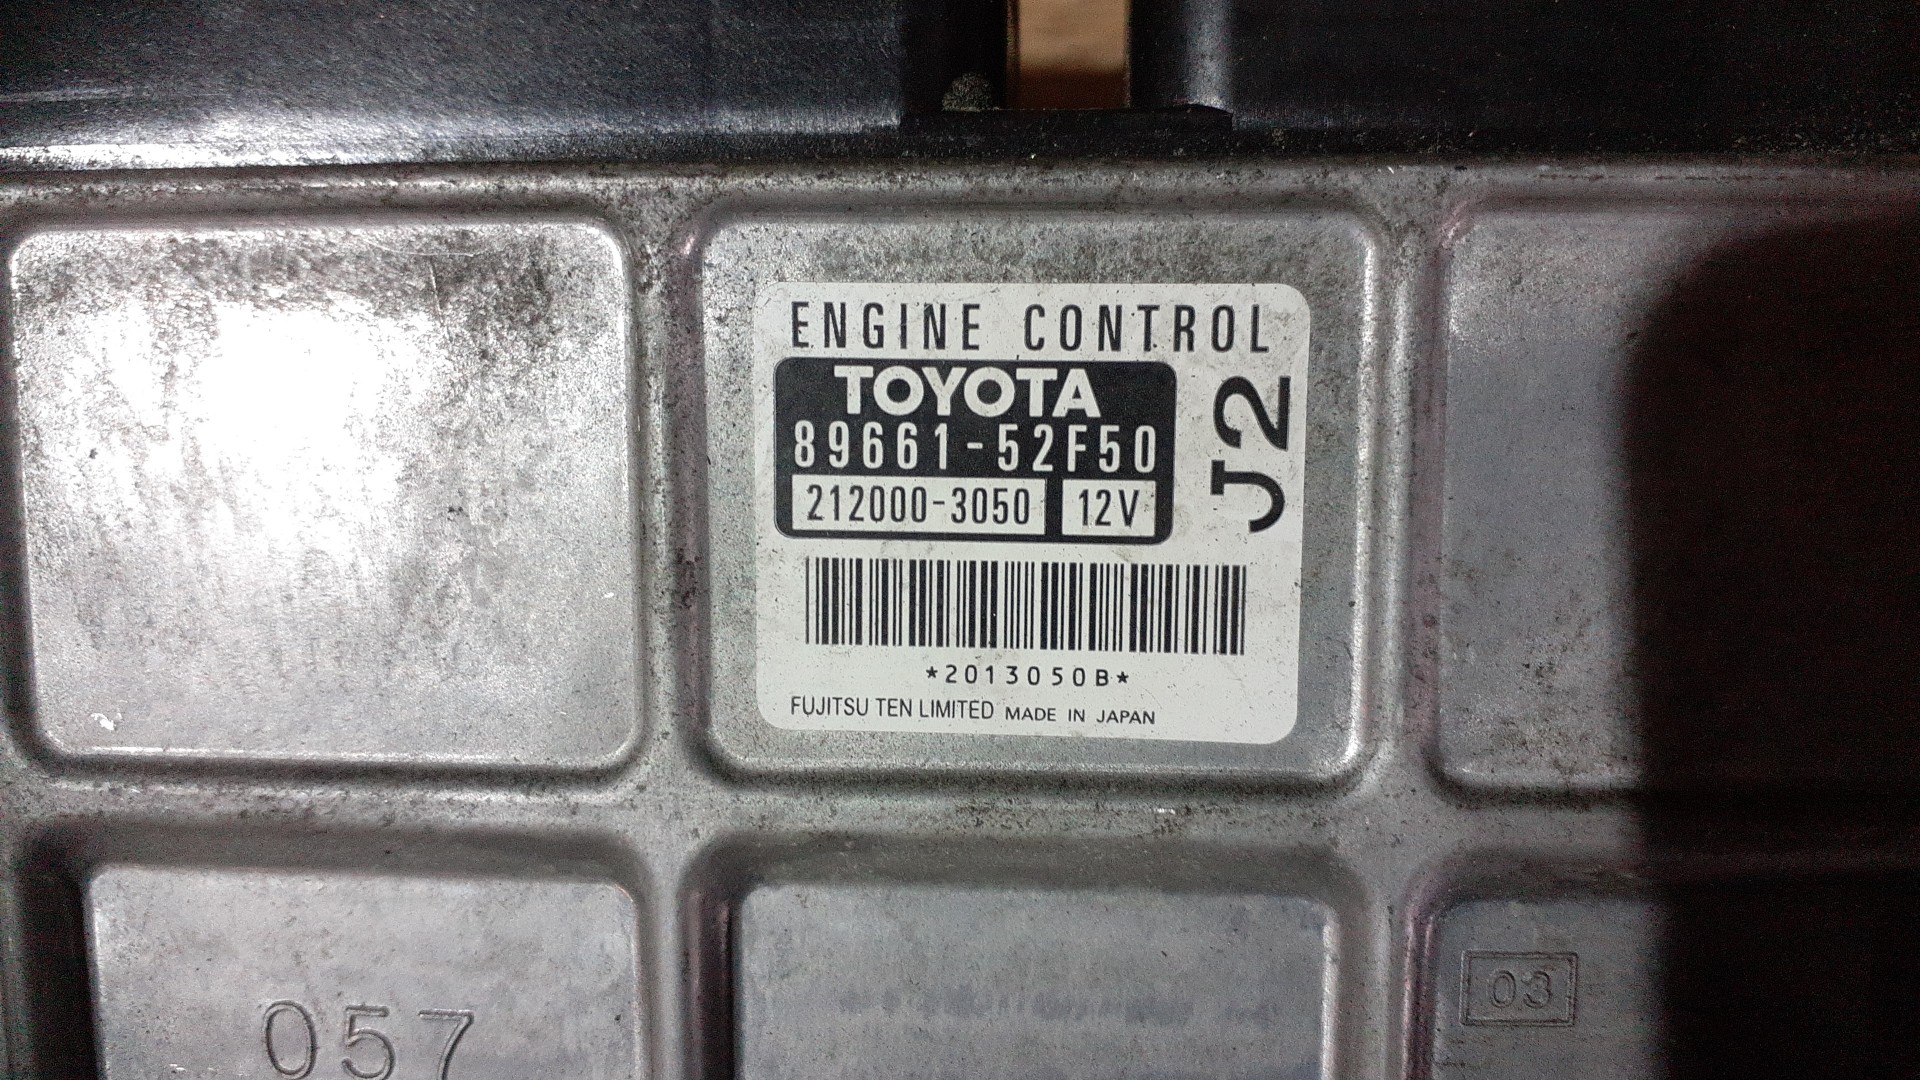 ENGINE CONTROL
TOYOTA
89661-52F50
212000-3050 12V
J2
*2013050B*
FUJITSU TEN LIMITED MADE IN JAPAN
057
03